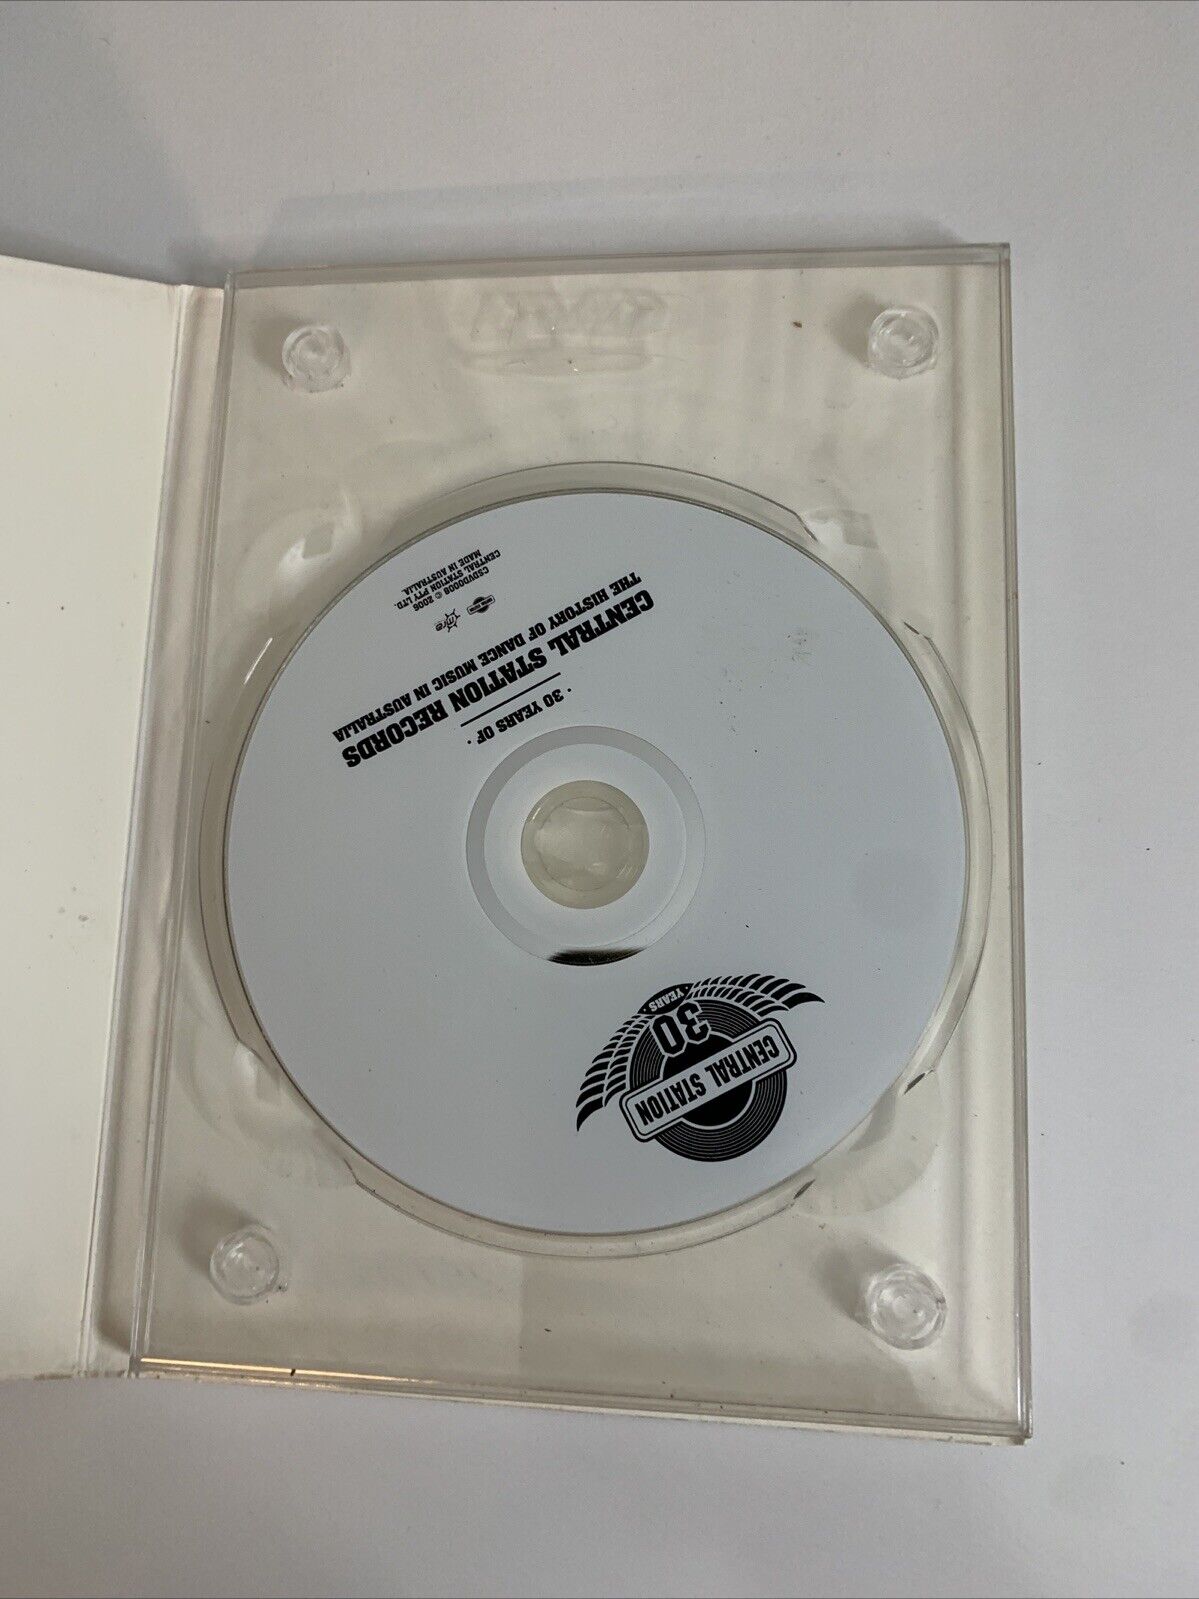 CENTRAL STATION
30
· YEARS ·
· 30 YEARS OF ·
CENTRAL STATION RECORDS
THE HISTORY OF DANCE MUSIC IN AUSTRALIA
mre
CSDVD0008 © 2006
CENTRAL STATION PTY LTD.
MADE IN AUSTRALIA.